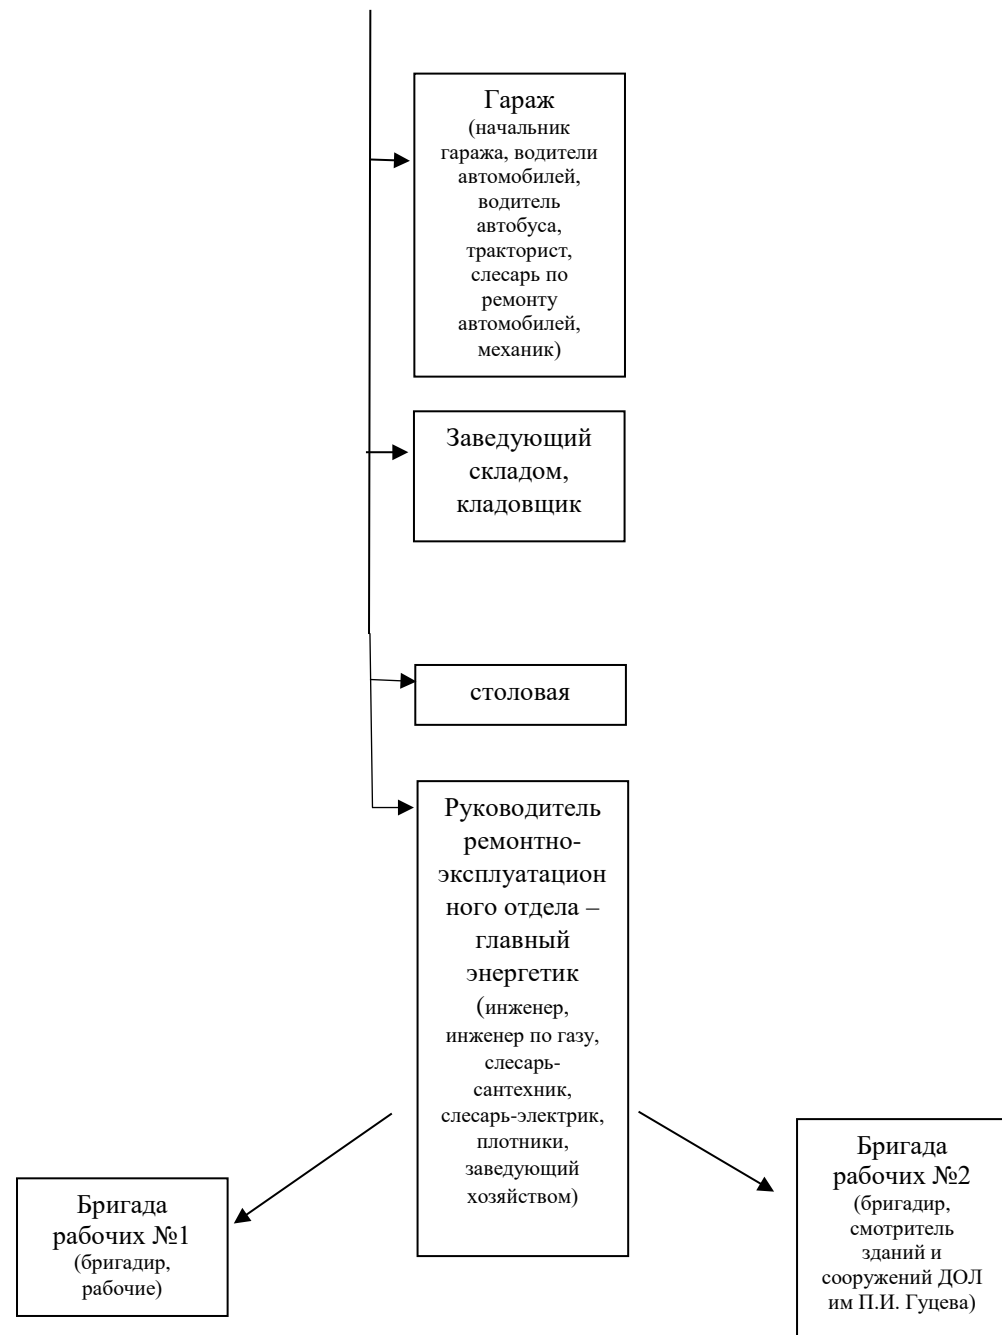 Гараж
(начальник
гаража, водители
автомобилей,
водитель
автобуса,
тракторист,
слесарь по
ремонту
автомобилей,
механик)
Заведующий
складом,
кладовщик
столовая
Руководитель
ремонтно-
эксплуатацион
ного отдела –
главный
энергетик
(инженер,
инженер по газу,
слесарь-
сантехник,
слесарь-электрик,
плотники,
заведующий
хозяйством)
Бригада
рабочих №1
(бригадир,
рабочие)
Бригада
рабочих №2
(бригадир,
смотритель
зданий и
сооружений ДОЛ
им П.И. Гуцева)